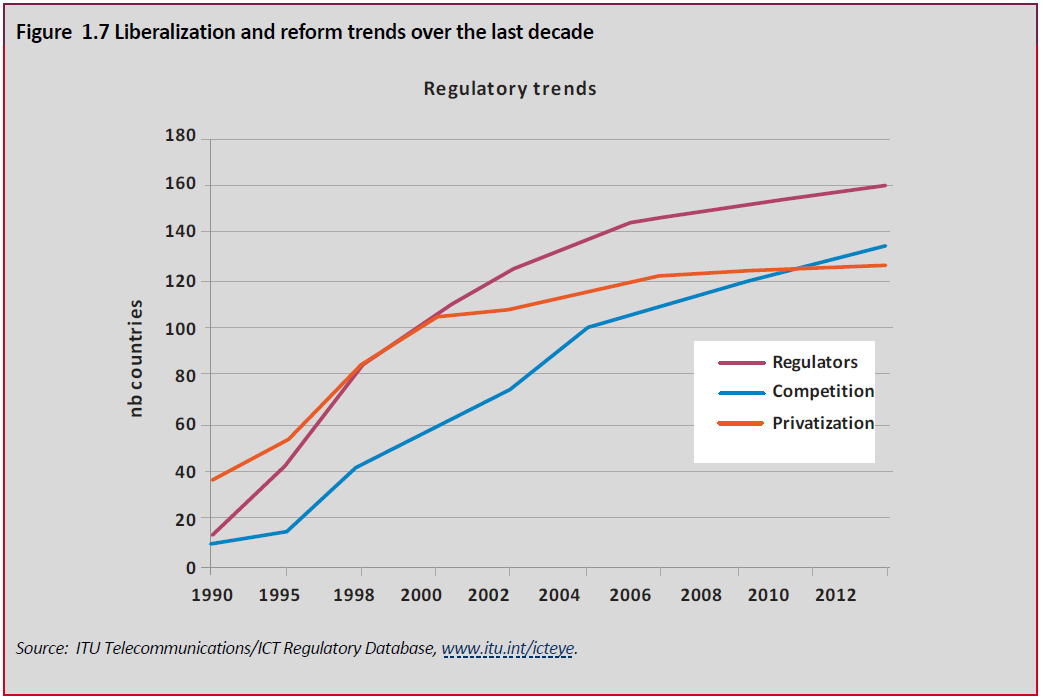 Figure 1.7 Liberalization and reform trends over the last decade
Regulatory trends
180
160
140
120
100
80
60
40
20
0
nb countries
Regulators
Competition
Privatization
1990 1995 1998 2000 2002 2004 2006 2008 2010 2012
Source: ITU Telecommunications/ICT Regulatory Database, www.itu.int/icteye.